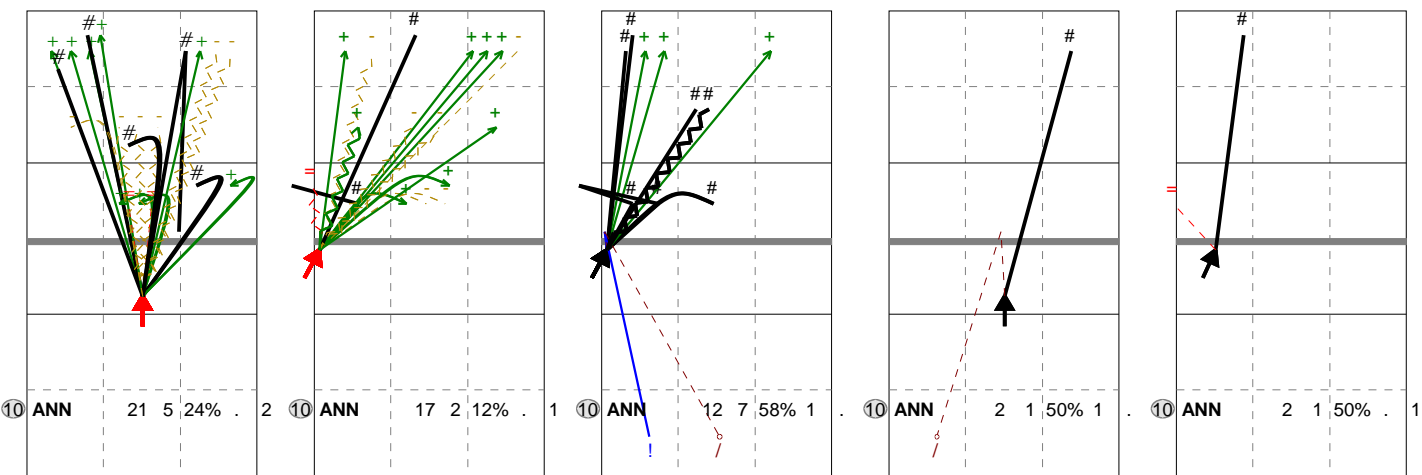 10 ANN 21 5 24% . 2
10 ANN 17 2 12% . 1
10 ANN 12 7 58% 1 .
10 ANN 2 1 50% 1 .
10 ANN 2 1 50% . 1